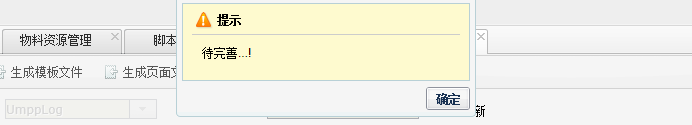 提示
物料资源管理
脚本
待完善...!
生成模板文件
生成页面文
确定
UmppLog
新